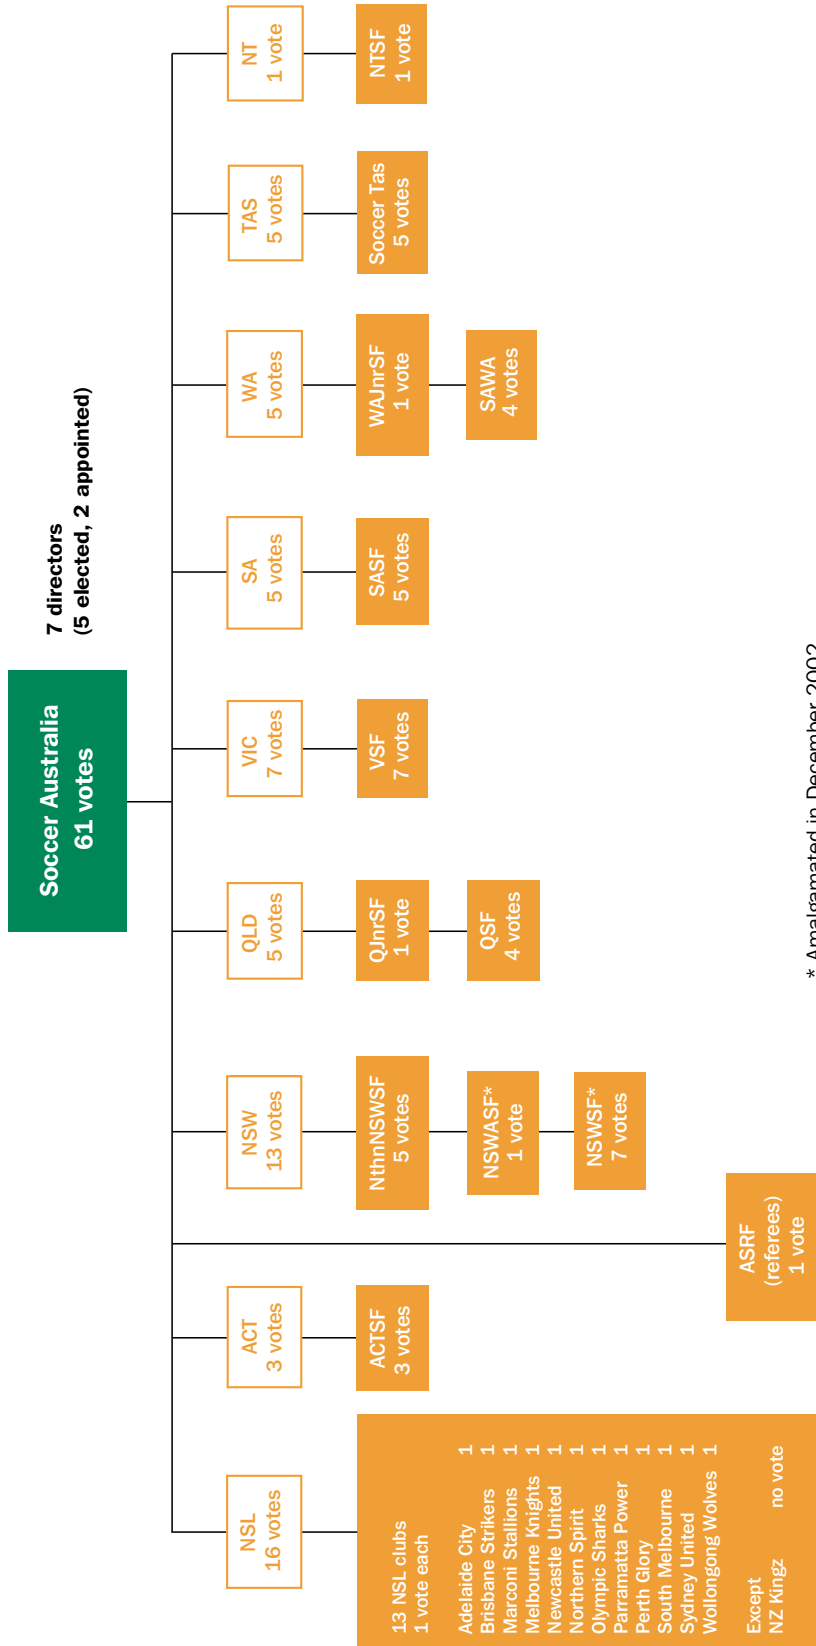 Soccer Australia
61 votes
7 directors
(5 elected, 2 appointed)
NSL
16 votes
ACT
3 votes
NSW
13 votes
QLD
5 votes
VIC
7 votes
SA
5 votes
WA
5 votes
TAS
5 votes
NT
1 vote
13 NSL clubs
1 vote each
Adelaide City 1
Brisbane Strikers 1
Marconi Stallions 1
Melbourne Knights 1
Newcastle United 1
Northern Spirit 1
Olympic Sharks 1
Parramatta Power 1
Perth Glory 1
South Melbourne 1
Sydney United 1
Wollongong Wolves 1
Except
NZ Kingz no vote
ACTSF
3 votes
ASRF
(referees)
1 vote
NthnNSWSF
5 votes
NSWASF*
1 vote
NSWSF*
7 votes
QJnrSF
1 vote
QSF
4 votes
VSF
7 votes
SASF
5 votes
WAJnrSF
1 vote
SAWA
4 votes
Soccer Tas
5 votes
NTSF
1 vote
* Amalgamated in December 2002